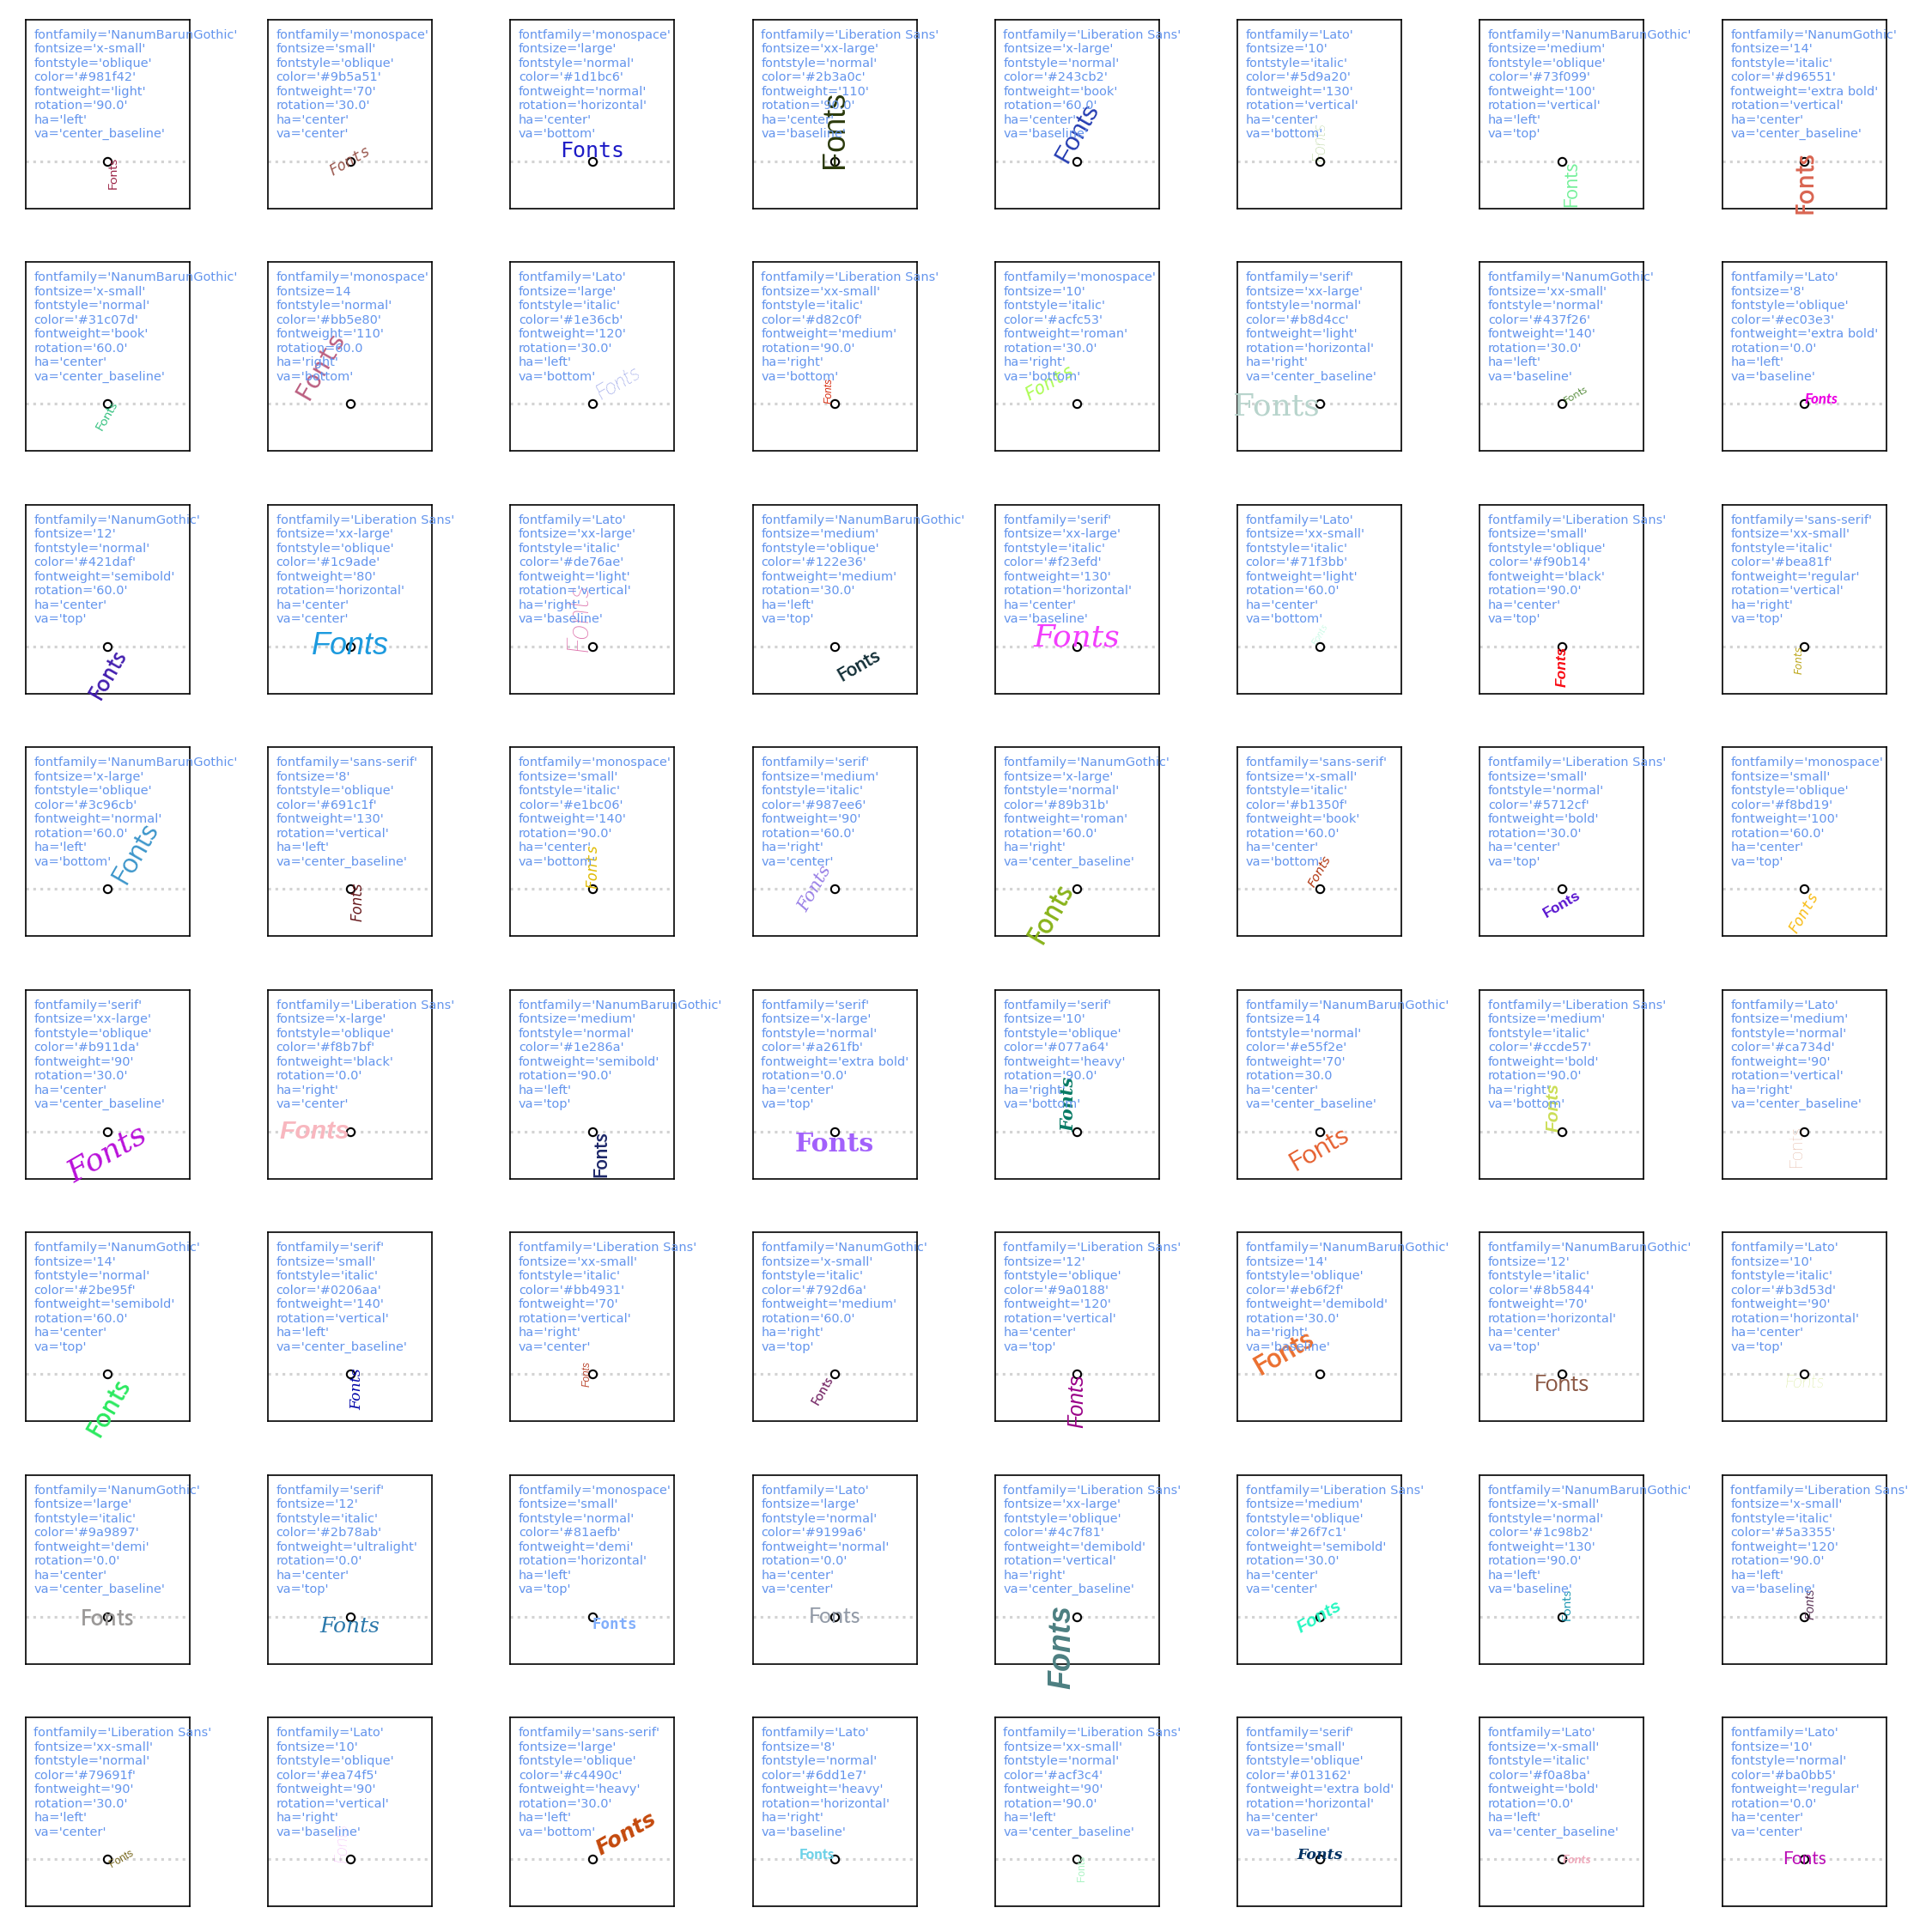 fontfamily='NanumBarunGothic'
fontsize='x-small'
fontstyle='oblique'
color='#981f42'
fontweight='light'
rotation='90.0'
ha='left'
va='center_baseline'
Fonts
fontfamily='monospace'
fontsize='small'
fontstyle='oblique'
color='#9b5a51'
fontweight='70'
rotation='30.0'
ha='center'
va='center'
Fonts
fontfamily='monospace'
fontsize='large'
fontstyle='normal'
color='#1d1bc6'
fontweight='normal'
rotation='horizontal'
ha='center'
va='bottom'
Fonts
fontfamily='Liberation Sans'
fontsize='xx-large'
fontstyle='normal'
color='#2b3a0c'
fontweight='110'
rotation='90.0'
ha='center'
va='baseline'
Fonts
fontfamily='Liberation Sans'
fontsize='x-large'
fontstyle='normal'
color='#243cb2'
fontweight='book'
rotation='60.0'
ha='center'
va='baseline'
Fonts
fontfamily='Lato'
fontsize='10'
fontstyle='italic'
color='#5d9a20'
fontweight='130'
rotation='vertical'
ha='center'
va='bottom'
Fonts
fontfamily='NanumBarunGothic'
fontsize='medium'
fontstyle='oblique'
color='#73f099'
fontweight='100'
rotation='vertical'
ha='left'
va='top'
Fonts
fontfamily='NanumGothic'
fontsize='14'
fontstyle='italic'
color='#d96551'
fontweight='extra bold'
rotation='vertical'
ha='center'
va='center_baseline'
Fonts
fontfamily='NanumBarunGothic'
fontsize='x-small'
fontstyle='normal'
color='#31c07d'
fontweight='book'
rotation='60.0'
ha='center'
va='center_baseline'
Fonts
fontfamily='monospace'
fontsize=14
fontstyle='normal'
color='#bb5e80'
fontweight='110'
rotation=60.0
ha='right'
va='bottom'
Fonts
fontfamily='Lato'
fontsize='large'
fontstyle='italic'
color='#1e36cb'
fontweight='120'
rotation='30.0'
ha='left'
va='bottom'
Fonts
fontfamily='Liberation Sans'
fontsize='xx-small'
fontstyle='italic'
color='#d82c0f'
fontweight='medium'
rotation='90.0'
ha='right'
va='bottom'
Fonts
fontfamily='monospace'
fontsize='10'
fontstyle='italic'
color='#acfc53'
fontweight='roman'
rotation='30.0'
ha='right'
va='bottom'
Fonts
fontfamily='serif'
fontsize='xx-large'
fontstyle='normal'
color='#b8d4cc'
fontweight='light'
rotation='horizontal'
ha='right'
va='center_baseline'
Fonts
fontfamily='NanumGothic'
fontsize='xx-small'
fontstyle='normal'
color='#437f26'
fontweight='140'
rotation='30.0'
ha='left'
va='baseline'
Fonts
fontfamily='Lato'
fontsize='8'
fontstyle='oblique'
color='#ec03e3'
fontweight='extra bold'
rotation='0.0'
ha='left'
va='baseline'
Fonts
fontfamily='NanumGothic'
fontsize='12'
fontstyle='normal'
color='#421daf'
fontweight='semibold'
rotation='60.0'
ha='center'
va='top'
Fonts
fontfamily='Liberation Sans'
fontsize='xx-large'
fontstyle='oblique'
color='#1c9ade'
fontweight='80'
rotation='horizontal'
ha='center'
va='center'
Fonts
fontfamily='Lato'
fontsize='xx-large'
fontstyle='italic'
color='#de76ae'
fontweight='light'
rotation='vertical'
ha='right'
va='baseline'
Fonts
fontfamily='NanumBarunGothic'
fontsize='medium'
fontstyle='oblique'
color='#122e36'
fontweight='medium'
rotation='30.0'
ha='left'
va='top'
Fonts
fontfamily='serif'
fontsize='xx-large'
fontstyle='italic'
color='#f23efd'
fontweight='130'
rotation='horizontal'
ha='center'
va='baseline'
Fonts
fontfamily='Lato'
fontsize='xx-small'
fontstyle='italic'
color='#71f3bb'
fontweight='light'
rotation='60.0'
ha='center'
va='bottom'
fontfamily='Liberation Sans'
fontsize='small'
fontstyle='oblique'
color='#f90b14'
fontweight='black'
rotation='90.0'
ha='center'
va='top'
Fonts
fontfamily='sans-serif'
fontsize='xx-small'
fontstyle='italic'
color='#bea81f'
fontweight='regular'
rotation='vertical'
ha='right'
va='top'
Fonts
fontfamily='NanumBarunGothic'
fontsize='x-large'
fontstyle='oblique'
color='#3c96cb'
fontweight='normal'
rotation='60.0'
ha='left'
va='bottom'
Fonts
fontfamily='sans-serif'
fontsize='8'
fontstyle='oblique'
color='#691c1f'
fontweight='130'
rotation='vertical'
ha='left'
va='center_baseline'
Fonts
fontfamily='monospace'
fontsize='small'
fontstyle='italic'
color='#e1bc06'
fontweight='140'
rotation='90.0'
ha='center'
va='bottom'
Fonts
fontfamily='serif'
fontsize='medium'
fontstyle='italic'
color='#987ee6'
fontweight='90'
rotation='60.0'
ha='right'
va='center'
Fonts
fontfamily='NanumGothic'
fontsize='x-large'
fontstyle='normal'
color='#89b31b'
fontweight='roman'
rotation='60.0'
ha='right'
va='center_baseline'
Fonts
fontfamily='sans-serif'
fontsize='x-small'
fontstyle='italic'
color='#b1350f'
fontweight='book'
rotation='60.0'
ha='center'
va='bottom'
Fonts
fontfamily='Liberation Sans'
fontsize='small'
fontstyle='normal'
color='#5712cf'
fontweight='bold'
rotation='30.0'
ha='center'
va='top'
Fonts
fontfamily='monospace'
fontsize='small'
fontstyle='oblique'
color='#f8bd19'
fontweight='100'
rotation='60.0'
ha='center'
va='top'
Fonts
fontfamily='serif'
fontsize='xx-large'
fontstyle='oblique'
color='#b911da'
fontweight='90'
rotation='30.0'
ha='center'
va='center_baseline'
Fonts
fontfamily='Liberation Sans'
fontsize='x-large'
fontstyle='oblique'
color='#f8b7bf'
fontweight='black'
rotation='0.0'
ha='right'
va='center'
Fonts
fontfamily='NanumBarunGothic'
fontsize='medium'
fontstyle='normal'
color='#1e286a'
fontweight='semibold'
rotation='90.0'
ha='left'
va='top'
Fonts
fontfamily='serif'
fontsize='x-large'
fontstyle='normal'
color='#a261fb'
fontweight='extra bold'
rotation='0.0'
ha='center'
va='top'
Fonts
fontfamily='serif'
fontsize='10'
fontstyle='oblique'
color='#077a64'
fontweight='heavy'
rotation='90.0'
ha='right'
va='bottom'
Fonts
fontfamily='NanumBarunGothic'
fontsize=14
fontstyle='normal'
color='#e55f2e'
fontweight='70'
rotation=30.0
ha='center'
va='center_baseline'
Fonts
fontfamily='Liberation Sans'
fontsize='medium'
fontstyle='italic'
color='#ccde57'
fontweight='bold'
rotation='90.0'
ha='right'
va='bottom'
Fonts
fontfamily='Lato'
fontsize='medium'
fontstyle='normal'
color='#ca734d'
fontweight='90'
rotation='vertical'
ha='right'
va='center_baseline'
Fonts
fontfamily='NanumGothic'
fontsize='14'
fontstyle='normal'
color='#2be95f'
fontweight='semibold'
rotation='60.0'
ha='center'
va='top'
Fonts
fontfamily='serif'
fontsize='small'
fontstyle='italic'
color='#0206aa'
fontweight='140'
rotation='vertical'
ha='left'
va='center_baseline'
Fonts
fontfamily='Liberation Sans'
fontsize='xx-small'
fontstyle='italic'
color='#bb4931'
fontweight='70'
rotation='vertical'
ha='right'
va='center'
Fonts
fontfamily='NanumGothic'
fontsize='x-small'
fontstyle='italic'
color='#792d6a'
fontweight='medium'
rotation='60.0'
ha='right'
va='top'
Fonts
fontfamily='Liberation Sans'
fontsize='12'
fontstyle='oblique'
color='#9a0188'
fontweight='120'
rotation='vertical'
ha='center'
va='top'
Fonts
fontfamily='NanumBarunGothic'
fontsize='14'
fontstyle='oblique'
color='#eb6f2f'
fontweight='demibold'
rotation='30.0'
ha='right'
va='baseline'
Fonts
fontfamily='NanumBarunGothic'
fontsize='12'
fontstyle='italic'
color='#8b5844'
fontweight='70'
rotation='horizontal'
ha='center'
va='top'
Fonts
fontfamily='Lato'
fontsize='10'
fontstyle='italic'
color='#b3d53d'
fontweight='90'
rotation='horizontal'
ha='center'
va='top'
Fonts
fontfamily='NanumGothic'
fontsize='large'
fontstyle='italic'
color='#9a9897'
fontweight='demi'
rotation='0.0'
ha='center'
va='center_baseline'
Fonts
fontfamily='serif'
fontsize='12'
fontstyle='italic'
color='#2b78ab'
fontweight='ultralight'
rotation='0.0'
ha='center'
va='top'
Fonts
fontfamily='monospace'
fontsize='small'
fontstyle='normal'
color='#81aefb'
fontweight='demi'
rotation='horizontal'
ha='left'
va='top'
Fonts
fontfamily='Lato'
fontsize='large'
fontstyle='normal'
color='#9199a6'
fontweight='normal'
rotation='0.0'
ha='center'
va='center'
Fonts
fontfamily='Liberation Sans'
fontsize='xx-large'
fontstyle='oblique'
color='#4c7f81'
fontweight='demibold'
rotation='vertical'
ha='right'
va='center_baseline'
Fonts
fontfamily='Liberation Sans'
fontsize='medium'
fontstyle='oblique'
color='#26f7c1'
fontweight='semibold'
rotation='30.0'
ha='center'
va='center'
Fonts
fontfamily='NanumBarunGothic'
fontsize='x-small'
fontstyle='normal'
color='#1c98b2'
fontweight='130'
rotation='90.0'
ha='left'
va='baseline'
Fonts
fontfamily='Liberation Sans'
fontsize='x-small'
fontstyle='italic'
color='#5a3355'
fontweight='120'
rotation='90.0'
ha='left'
va='baseline'
Fonts
fontfamily='Liberation Sans'
fontsize='xx-small'
fontstyle='normal'
color='#79691f'
fontweight='90'
rotation='30.0'
ha='left'
va='center'
Fonts
fontfamily='Lato'
fontsize='10'
fontstyle='oblique'
color='#ea74f5'
fontweight='90'
rotation='vertical'
ha='right'
va='baseline'
fontfamily='sans-serif'
fontsize='large'
fontstyle='oblique'
color='#c4490c'
fontweight='heavy'
rotation='30.0'
ha='left'
va='bottom'
Fonts
fontfamily='Lato'
fontsize='8'
fontstyle='normal'
color='#6dd1e7'
fontweight='heavy'
rotation='horizontal'
ha='right'
va='baseline'
Fonts
fontfamily='Liberation Sans'
fontsize='xx-small'
fontstyle='normal'
color='#acf3c4'
fontweight='90'
rotation='90.0'
ha='left'
va='center_baseline'
Fonts
fontfamily='serif'
fontsize='small'
fontstyle='oblique'
color='#013162'
fontweight='extra bold'
rotation='horizontal'
ha='center'
va='baseline'
Fonts
fontfamily='Lato'
fontsize='x-small'
fontstyle='italic'
color='#f0a8ba'
fontweight='bold'
rotation='0.0'
ha='left'
va='center_baseline'
Fonts
fontfamily='Lato'
fontsize='10'
fontstyle='normal'
color='#ba0bb5'
fontweight='regular'
rotation='0.0'
ha='center'
va='center'
Fonts